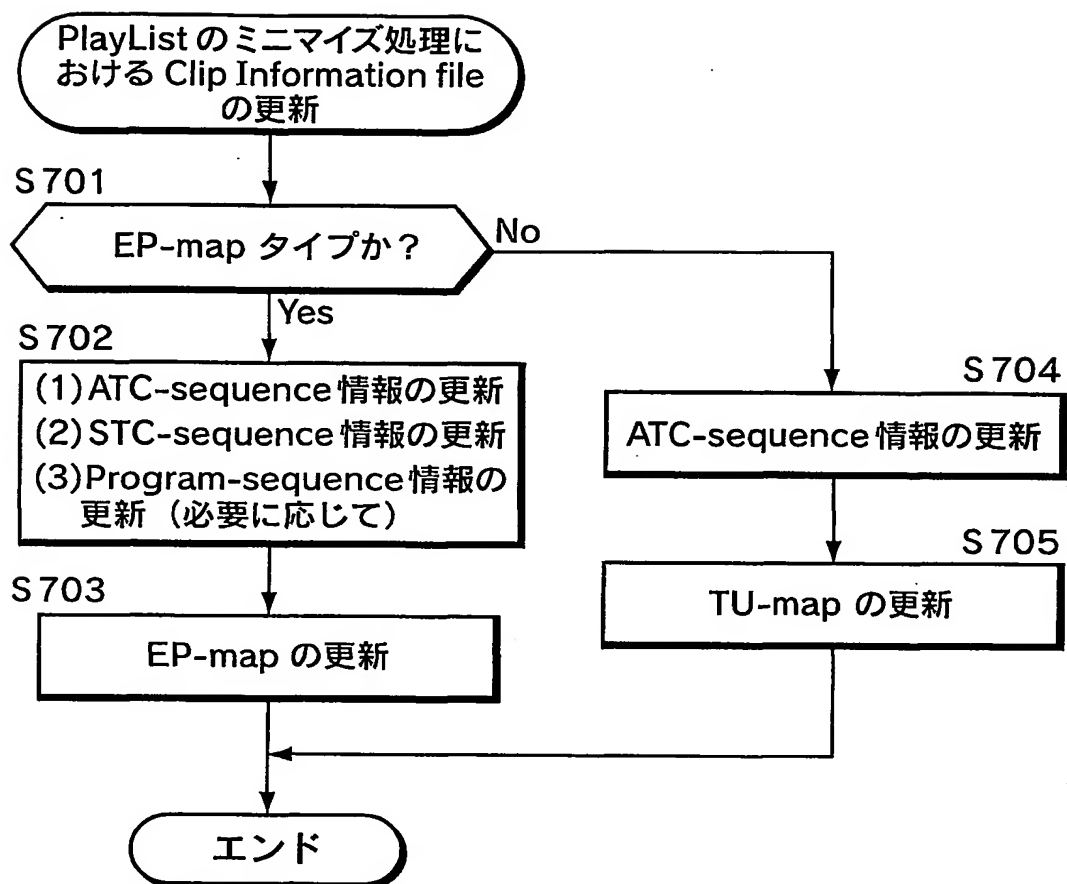 PlayList のミニマイズ処理に
おける Clip Information file
の更新
S701
EP-map タイプか？
No
Yes
S702
(1)ATC-sequence 情報の更新
(2)STC-sequence 情報の更新
(3)Program-sequence 情報の
更新（必要に応じて）
S703
EP-map の更新
S704
ATC-sequence 情報の更新
S705
TU-map の更新
エンド